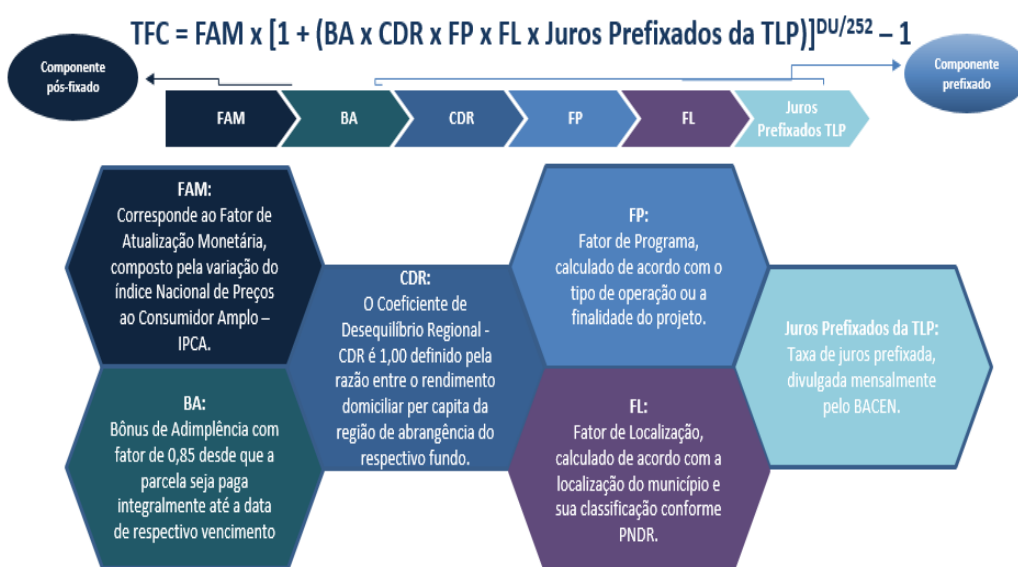 TFC = FAM x [1 + (BA x CDR x FP x FL x Juros Prefixados da TLP)]^DU/252 – 1
Componente
pós-fixado
Componente
prefixado
FAM
BA
CDR
FP
FL
Juros
Prefixados TLP
FAM:
Corresponde ao Fator de
Atualização Monetária,
composto pela variação do
índice Nacional de Preços
ao Consumidor Amplo –
IPCA.
BA:
Bônus de Adimplência com
fator de 0,85 desde que a
parcela seja paga
integralmente até a data
de respectivo vencimento
CDR:
O Coeficiente de
Desequilíbrio Regional -
CDR é 1,00 definido pela
razão entre o rendimento
domiciliar per capita da
região de abrangência do
respectivo fundo.
FP:
Fator de Programa,
calculado de acordo com o
tipo de operação ou a
finalidade do projeto.
FL:
Fator de Localização,
calculado de acordo com a
localização do município e
sua classificação conforme
PNDR.
Juros Prefixados da TLP:
Taxa de juros prefixada,
divulgada mensalmente
pelo BACEN.